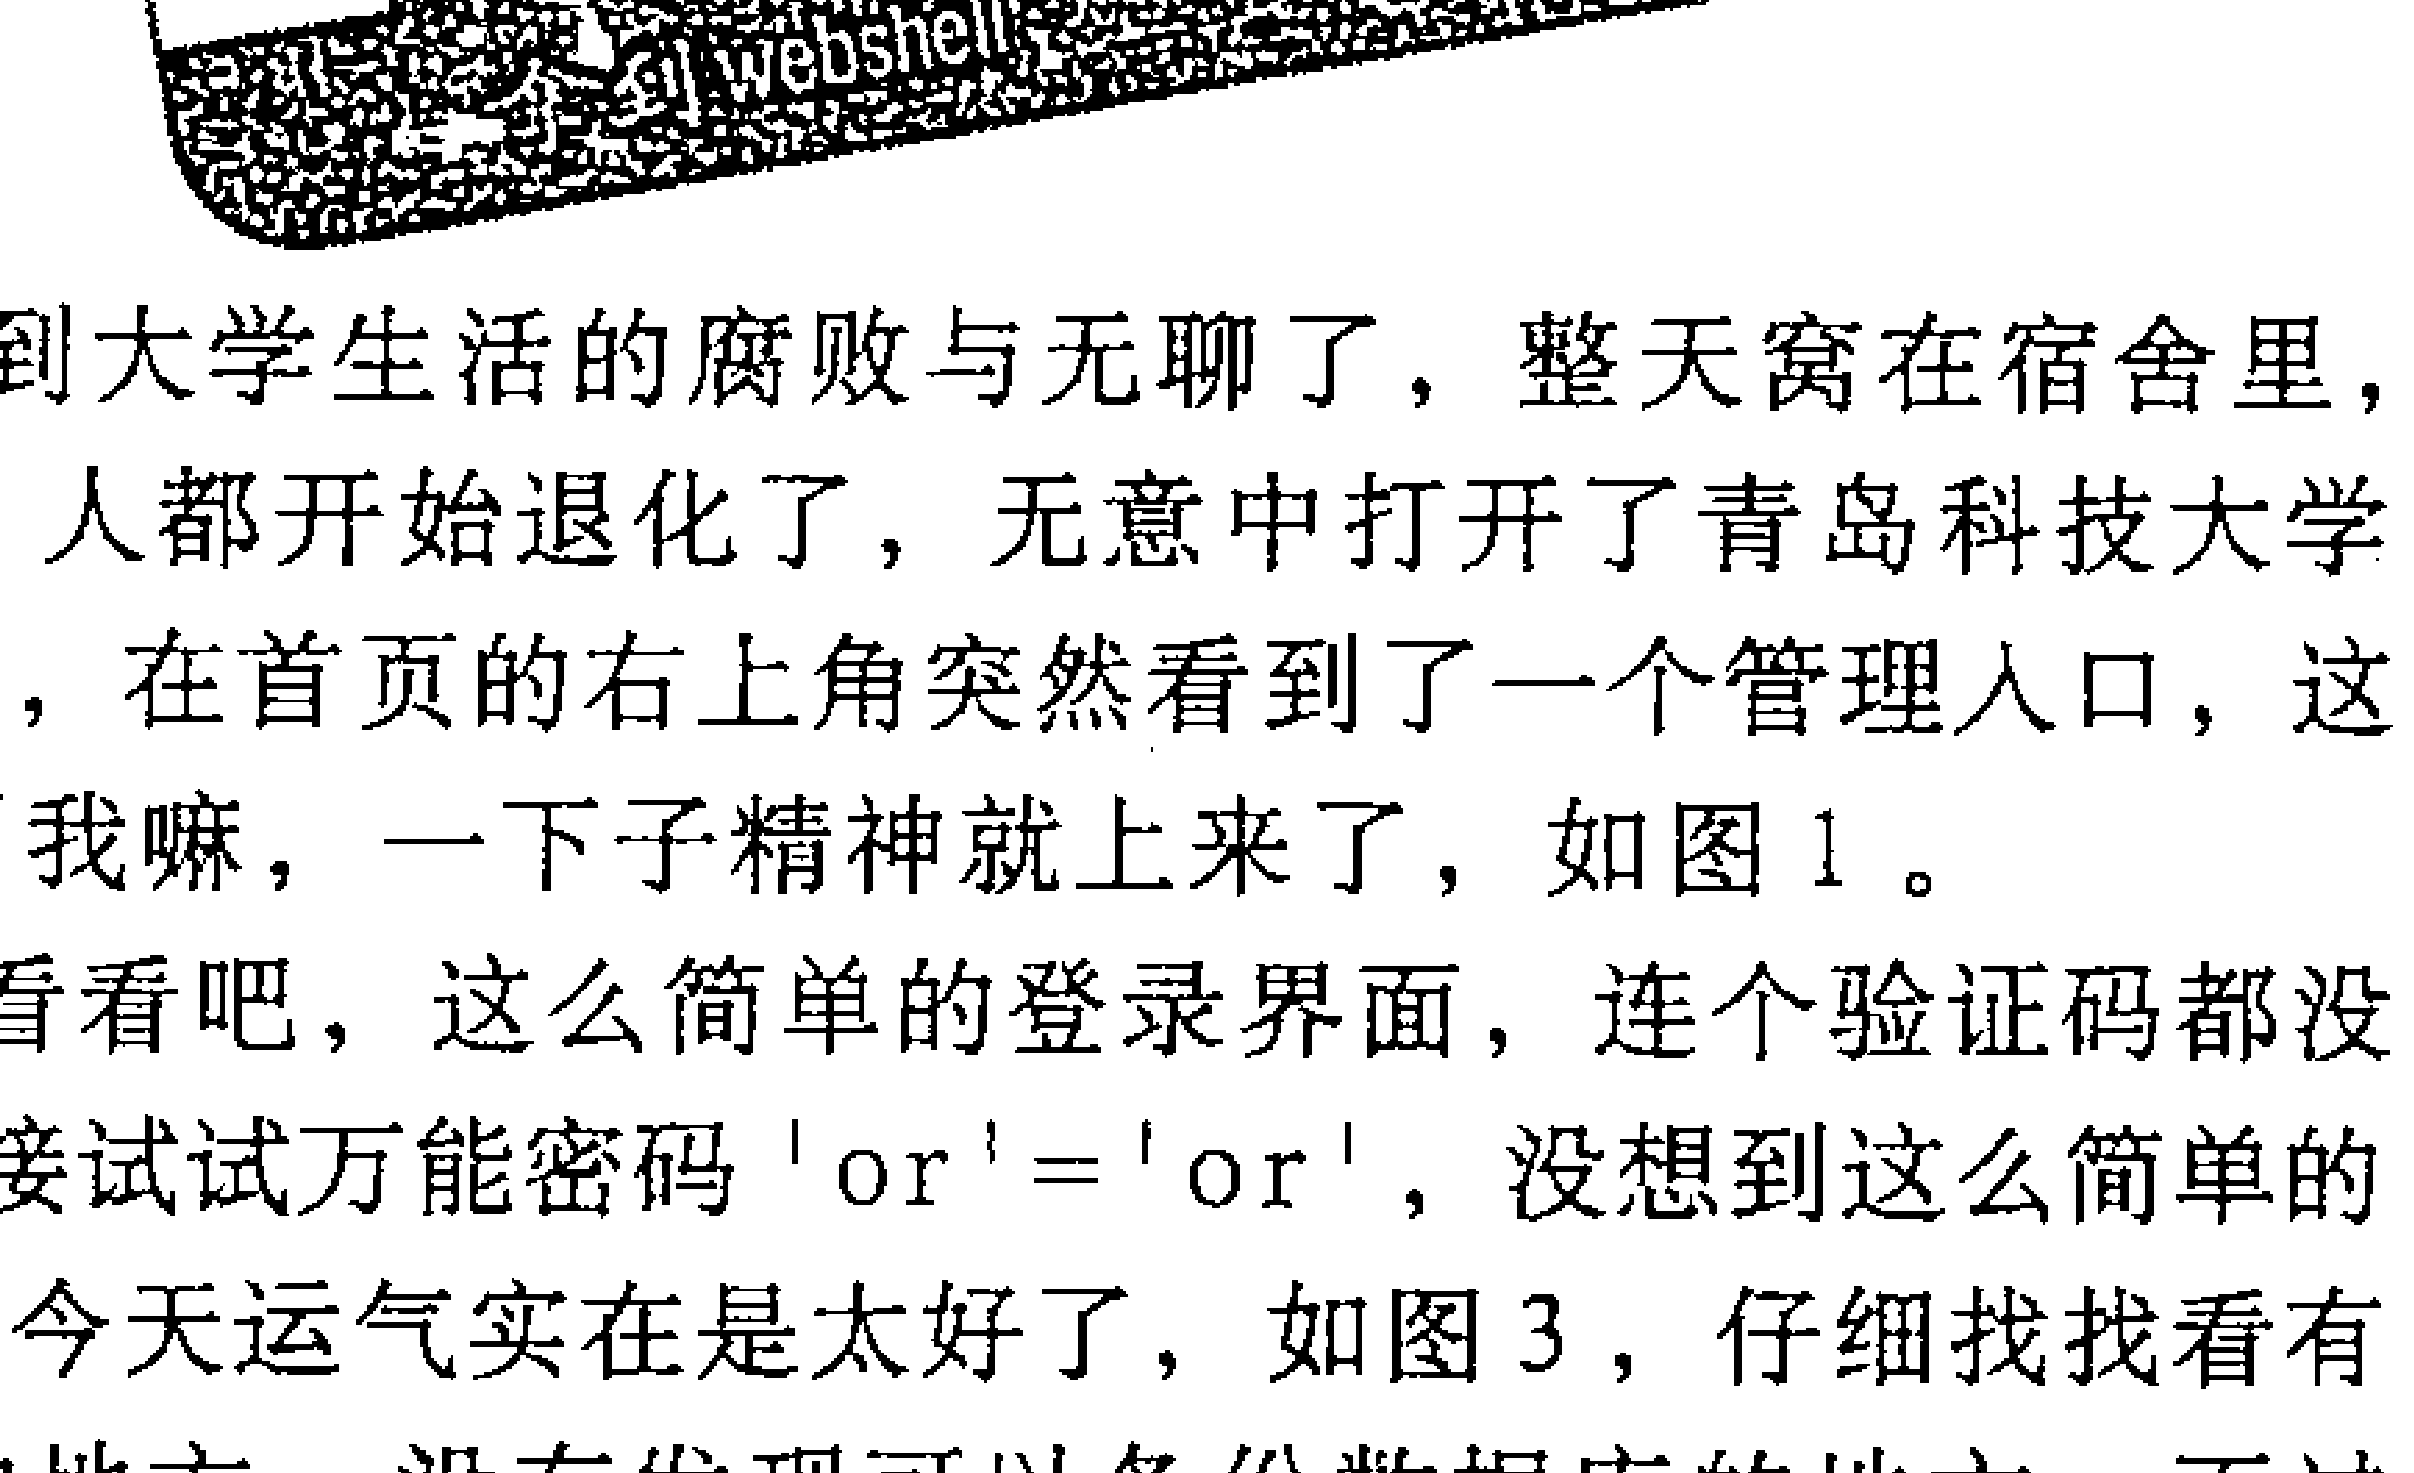 webshell
到大学生活的腐败与无聊了，整天窝在宿舍里，
人都开始退化了，无意中打开了青岛科技大学
，在首页的右上角突然看到了一个管理入口，这
我嘛，一下子精神就上来了，如图1。
看看吧，这么简单的登录界面，连个验证码都没
接试试万能密码'or'='or'，没想到这么简单的
今天运气实在是太好了，如图3，仔细找找看有